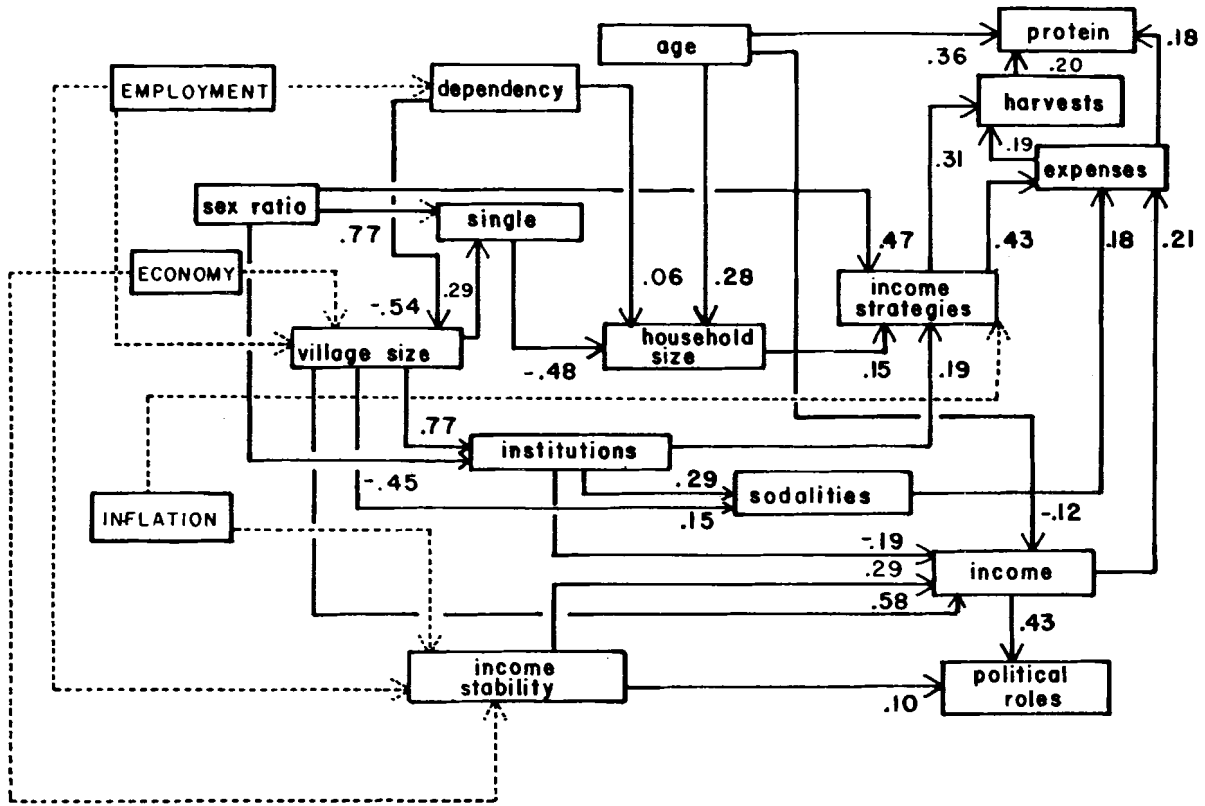 protein
.18
age
.36
.20
EMPLOYMENT
dependency
harvests
.31
.19
expenses
sex ratio
single
.77
.47
.43
.18
.21
ECONOMY
.29
.06
.28
income
strategies
-.54
village size
household
size
-.48
.15
.19
.77
institutions
-.45
.29
sodalities
INFLATION
.15
-.12
-.19
.29
income
.58
.43
income
stability
political
roles
.10